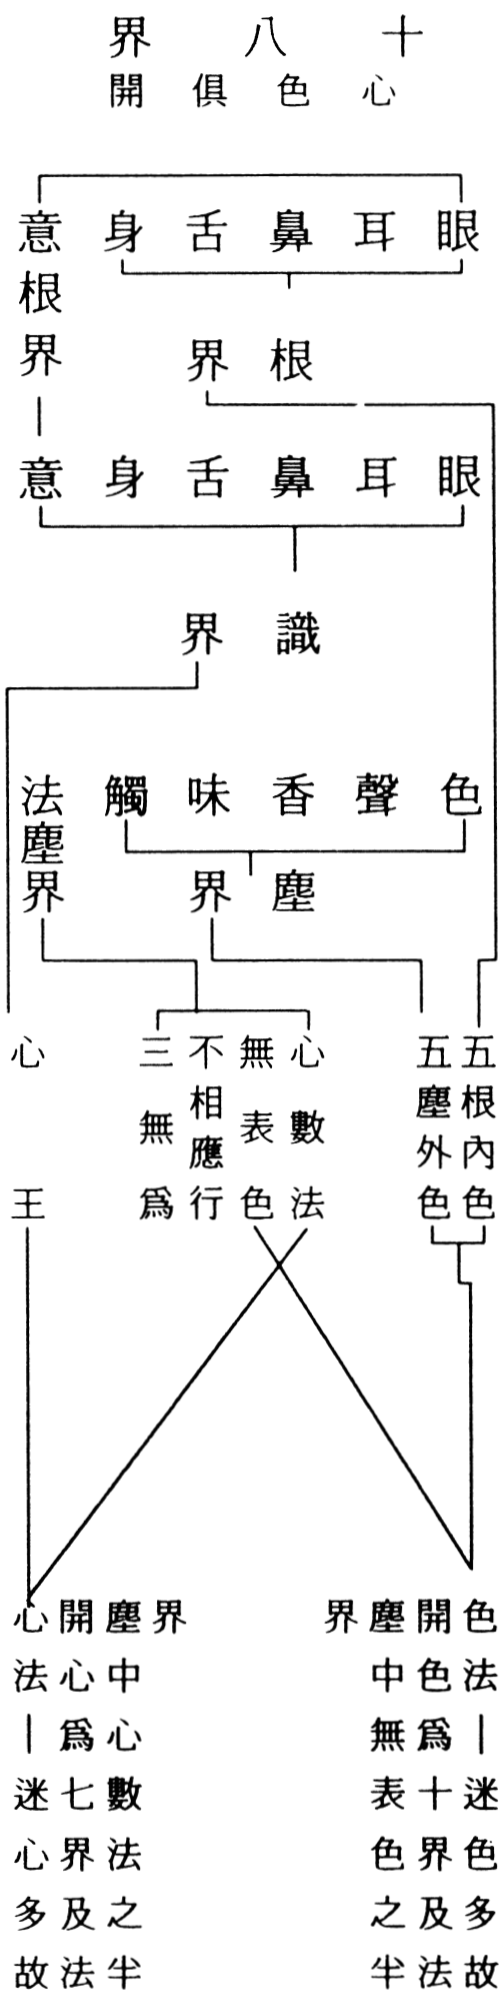 十八界
心色俱開
眼耳鼻舌身意根界
根界
眼耳鼻舌身意
識界
色聲香味觸法塵界
塵界
五根內色
五塵外色
心數法
無表色
不相應行
三無爲
心王
色法｜迷色多故
開色爲十界及法
塵中無表色之半
界
心法｜迷心多故
開心爲七界及法
塵中心數法之半
界